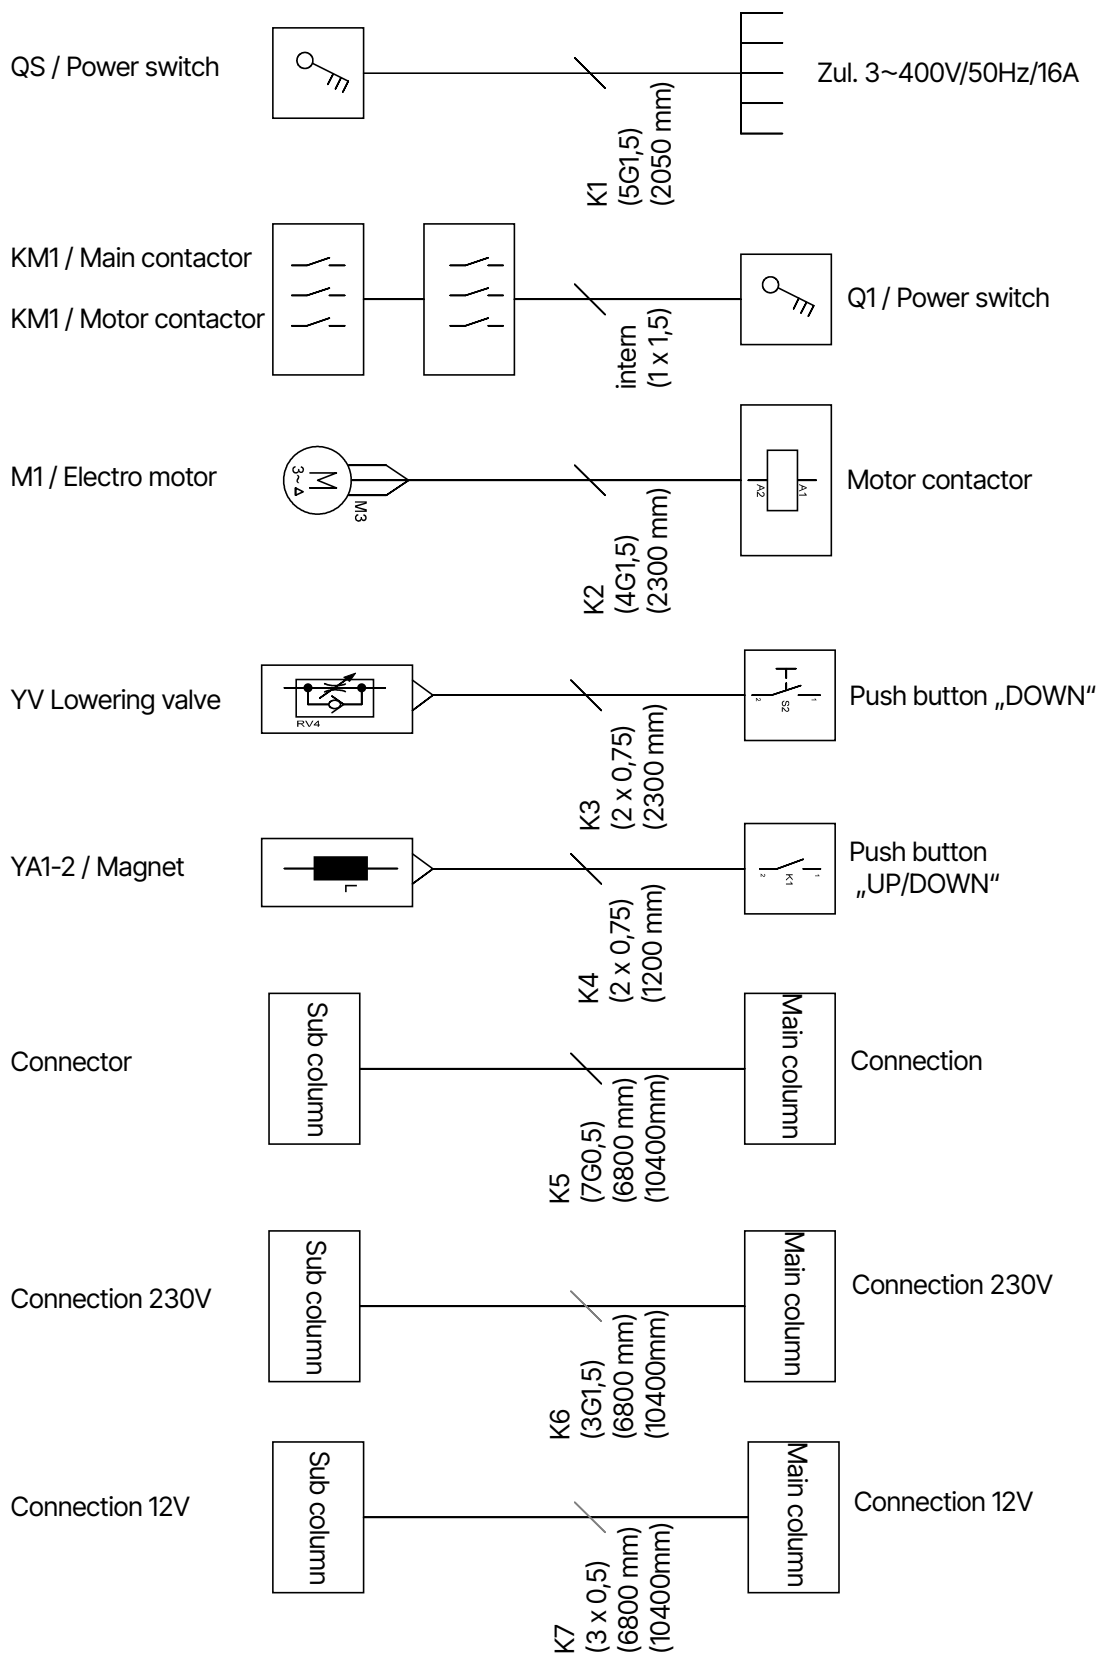 QS / Power switch
K1
(5G1,5)
(2050 mm)
Zul. 3~400V/50Hz/16A
KM1 / Main contactor
KM1 / Motor contactor
intern
(1 x 1,5)
Q1 / Power switch
M1 / Electro motor
M
3~
M3
K2
(4G1,5)
(2300 mm)
A2
A1
Motor contactor
YV Lowering valve
RV4
K3
(2 x 0,75)
(2300 mm)
2
S2
1
Push button „DOWN“
YA1-2 / Magnet
L
K4
(2 x 0,75)
(1200 mm)
2
K1
1
Push button
„UP/DOWN“
Connector
Sub column
K5
(7G0,5)
(6800 mm)
(10400mm)
Main column
Connection
Connection 230V
Sub column
K6
(3G1,5)
(6800 mm)
(10400mm)
Main column
Connection 230V
Connection 12V
Sub column
K7
(3 x 0,5)
(6800 mm)
(10400mm)
Main column
Connection 12V